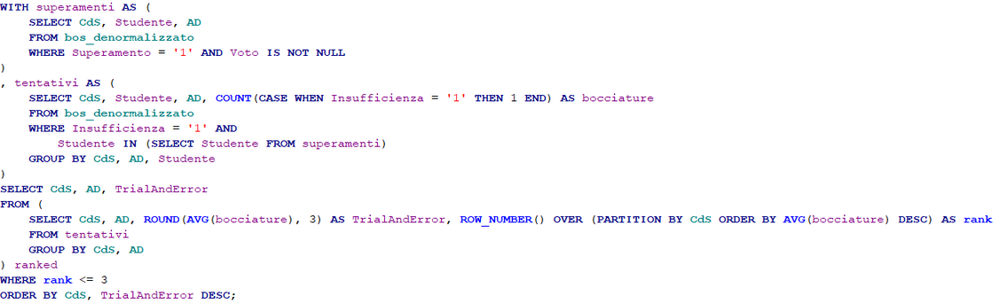 WITH superamenti AS (
SELECT CdS, Studente, AD
FROM bos_denormalizzato
WHERE Superamento = '1' AND Voto IS NOT NULL
)
, tentativi AS (
SELECT CdS, Studente, AD, COUNT(CASE WHEN Insufficienza = '1' THEN 1 END) AS bocciature
FROM bos_denormalizzato
WHERE Insufficienza = '1' AND
Studente IN (SELECT Studente FROM superamenti)
GROUP BY CdS, AD, Studente
)
SELECT CdS, AD, TrialAndError
FROM (
SELECT CdS, AD, ROUND(AVG(bocciature), 3) AS TrialAndError, ROW_NUMBER() OVER (PARTITION BY CdS ORDER BY AVG(bocciature) DESC) AS rank
FROM tentativi
GROUP BY CdS, AD
) ranked
WHERE rank <= 3
ORDER BY CdS, TrialAndError DESC;